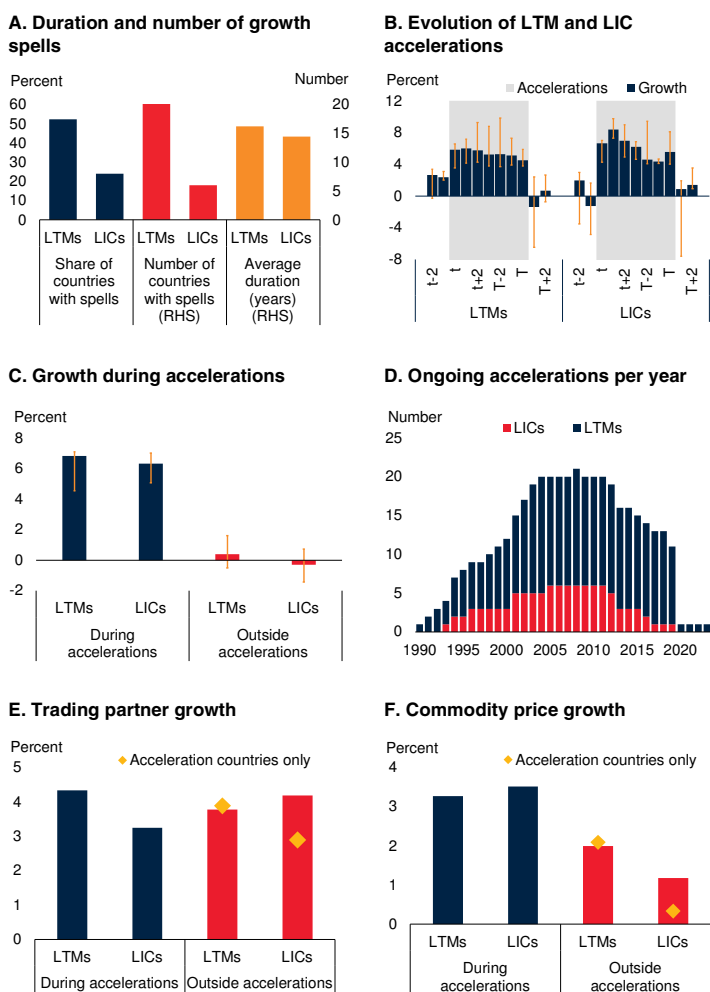 A. Duration and number of growth
spells
Percent
Number
60
50
40
30
20
10
0
20
15
10
5
0
LTMs LICs LTMs LICs LTMs LICs
Share of
countries
with spells
Number of
countries
with spells
(RHS)
Average
duration
(years)
(RHS)
B. Evolution of LTM and LIC
accelerations
Percent
Accelerations Growth
12
8
4
0
-4
-8
t-2 t t+2 T-2 T T+2 t-2 t t+2 T-2 T T+2
LTMs LICs
C. Growth during accelerations
Percent
8
6
4
2
0
-2
LTMs LICs LTMs LICs
During
accelerations
Outside
accelerations
D. Ongoing accelerations per year
Number
LICs LTMs
25
20
15
10
5
0
1990 1995 2000 2005 2010 2015 2020
E. Trading partner growth
Percent
Acceleration countries only
5
4
3
2
1
0
LTMs LICs LTMs LICs
During accelerations Outside accelerations
F. Commodity price growth
Percent
Acceleration countries only
4
3
2
1
0
LTMs LICs LTMs LICs
During
accelerations
Outside
accelerations